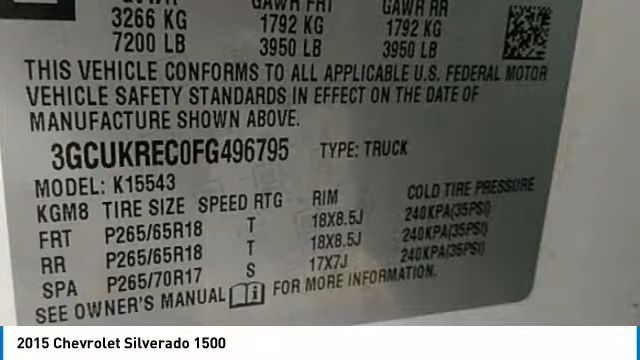 GAWR FRT GAWR RR
3266 KG 1792 KG 1792 KG
7200 LB 3950 LB 3950 LB
THIS VEHICLE CONFORMS TO ALL APPLICABLE U.S. FEDERAL MOTOR
VEHICLE SAFETY STANDARDS IN EFFECT ON THE DATE OF
MANUFACTURE SHOWN ABOVE.
3GCUKREC0FG496795 TYPE: TRUCK
MODEL: K15543
KGM8 TIRE SIZE SPEED RTG RIM COLD TIRE PRESSURE
FRT P265/65R18 T 18X8.5J 240KPA(35PSI)
RR P265/65R18 T 18X8.5J 240KPA(35PSI)
SPA P265/70R17 S 17X7J 240KPA(35PSI)
SEE OWNER'S MANUAL FOR MORE INFORMATION.
2015 Chevrolet Silverado 1500